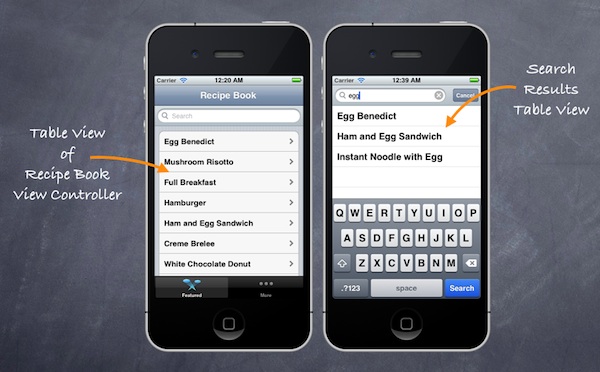 Table View
of
Recipe Book
View Controller
Carrier
12:20 AM
Recipe Book
Search
Egg Benedict
Mushroom Risotto
Full Breakfast
Hamburger
Ham and Egg Sandwich
Creme Brelee
White Chocolate Donut
Featured
More
Carrier
12:39 AM
egg
Cancel
Egg Benedict
Ham and Egg Sandwich
Instant Noodle with Egg
Q W E R T Y U I O P
A S D F G H J K L
Z X C V B N M
.?123 space Search
Search
Results
Table View